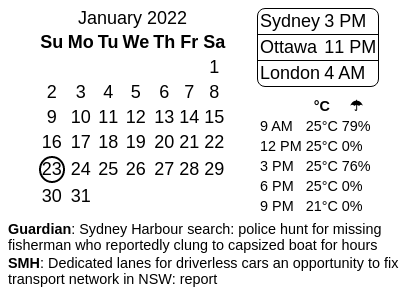 January 2022
Su Mo Tu We Th Fr Sa
1
2 3 4 5 6 7 8
9 10 11 12 13 14 15
16 17 18 19 20 21 22
23 24 25 26 27 28 29
30 31
Sydney 3 PM
Ottawa 11 PM
London 4 AM
°C ☂
9 AM 25°C 79%
12 PM 25°C 0%
3 PM 25°C 76%
6 PM 25°C 0%
9 PM 21°C 0%
Guardian: Sydney Harbour search: police hunt for missing
fisherman who reportedly clung to capsized boat for hours
SMH: Dedicated lanes for driverless cars an opportunity to fix
transport network in NSW: report